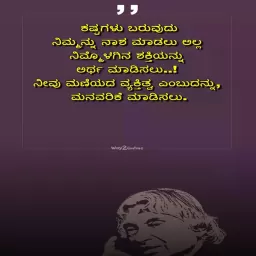 ಕಷ್ಟಗಳು ಬರುವುದು
ನಿಮ್ಮನ್ನು ನಾಶ ಮಾಡಲು ಅಲ್ಲ
ನಿಮ್ಮೊಳಗಿನ ಶಕ್ತಿಯನ್ನು
ಅರ್ಥ ಮಾಡಿಸಲು..!
ನೀವು ಮಣಿಯದ ವ್ಯಕ್ತಿತ್ವ ಎಂಬುದನ್ನು,
ಮನವರಿಕೆ ಮಾಡಿಸಲು.